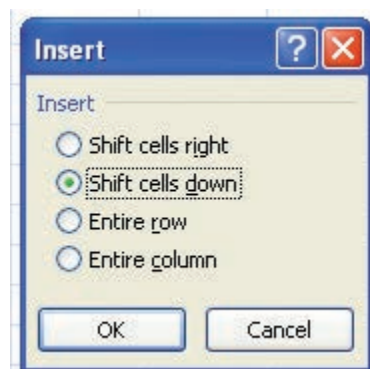 Insert ?
Insert
Shift cells right
Shift cells down
Entire row
Entire column
OK Cancel